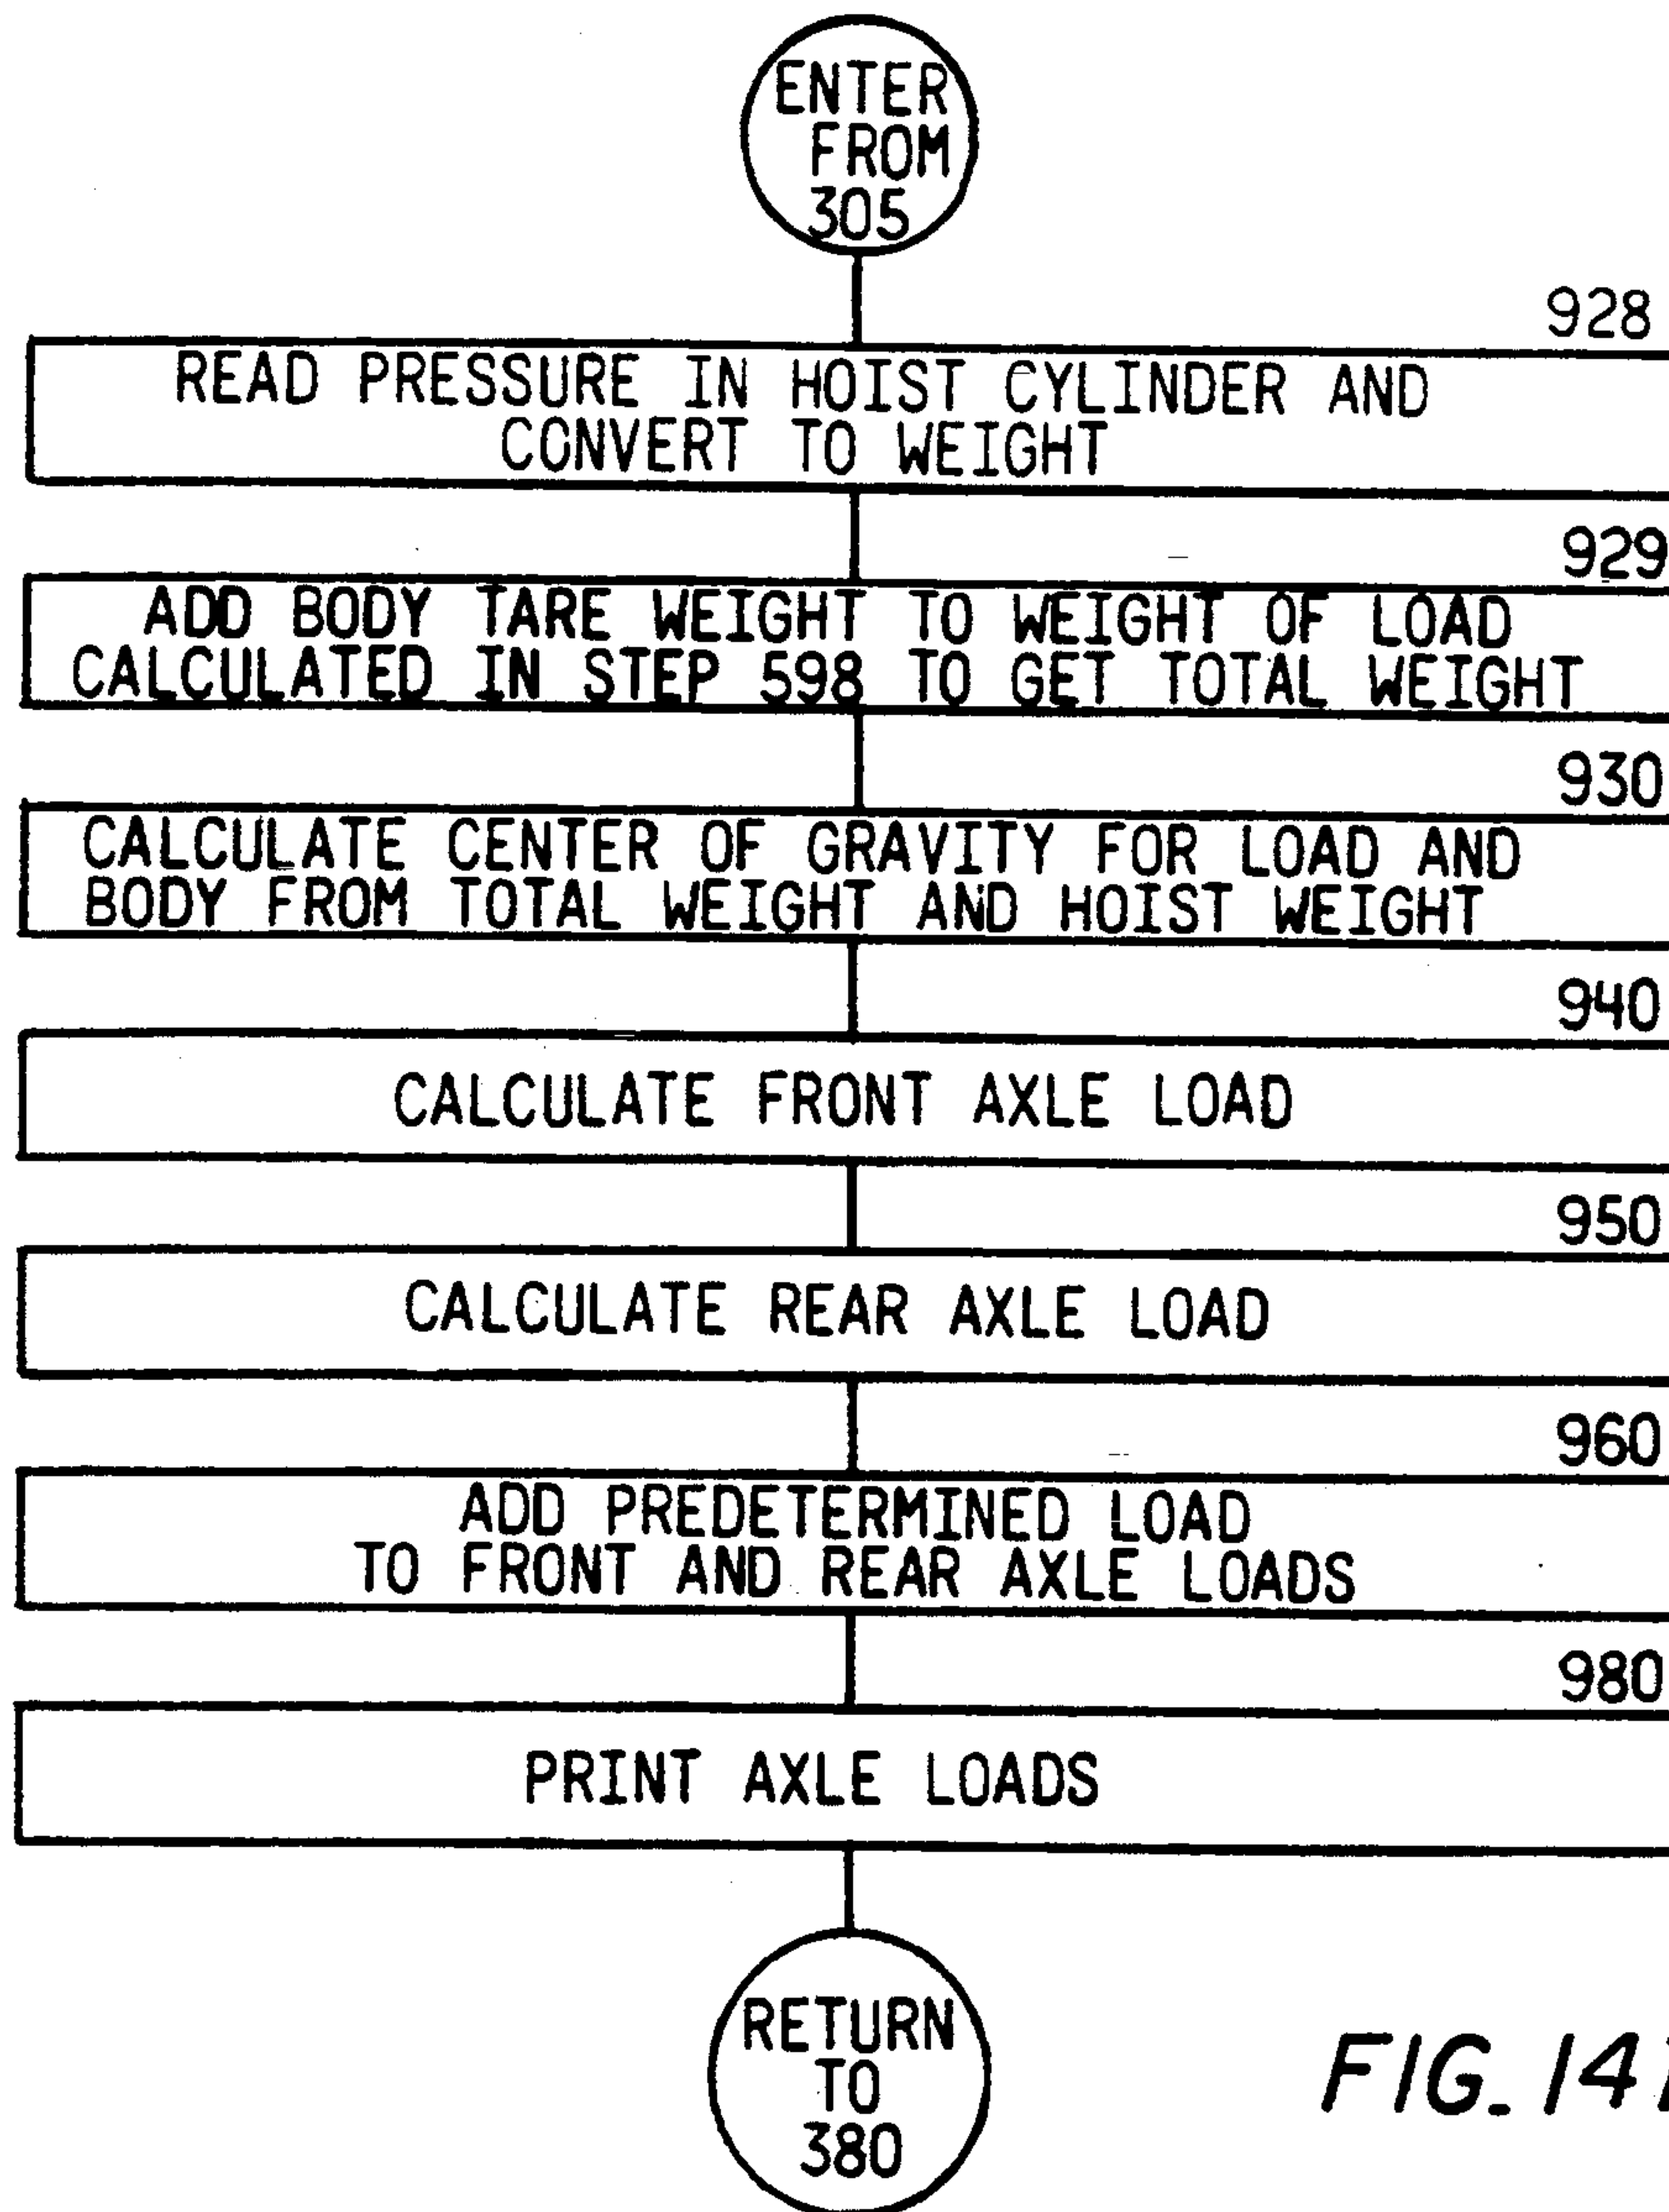 ENTER
FROM
305
928
READ PRESSURE IN HOIST CYLINDER AND
CONVERT TO WEIGHT
929
ADD BODY TARE WEIGHT TO WEIGHT OF LOAD
CALCULATED IN STEP 598 TO GET TOTAL WEIGHT
930
CALCULATE CENTER OF GRAVITY FOR LOAD AND
BODY FROM TOTAL WEIGHT AND HOIST WEIGHT
940
CALCULATE FRONT AXLE LOAD
950
CALCULATE REAR AXLE LOAD
960
ADD PREDETERMINED LOAD
TO FRONT AND REAR AXLE LOADS
980
PRINT AXLE LOADS
RETURN
TO
380
FIG.